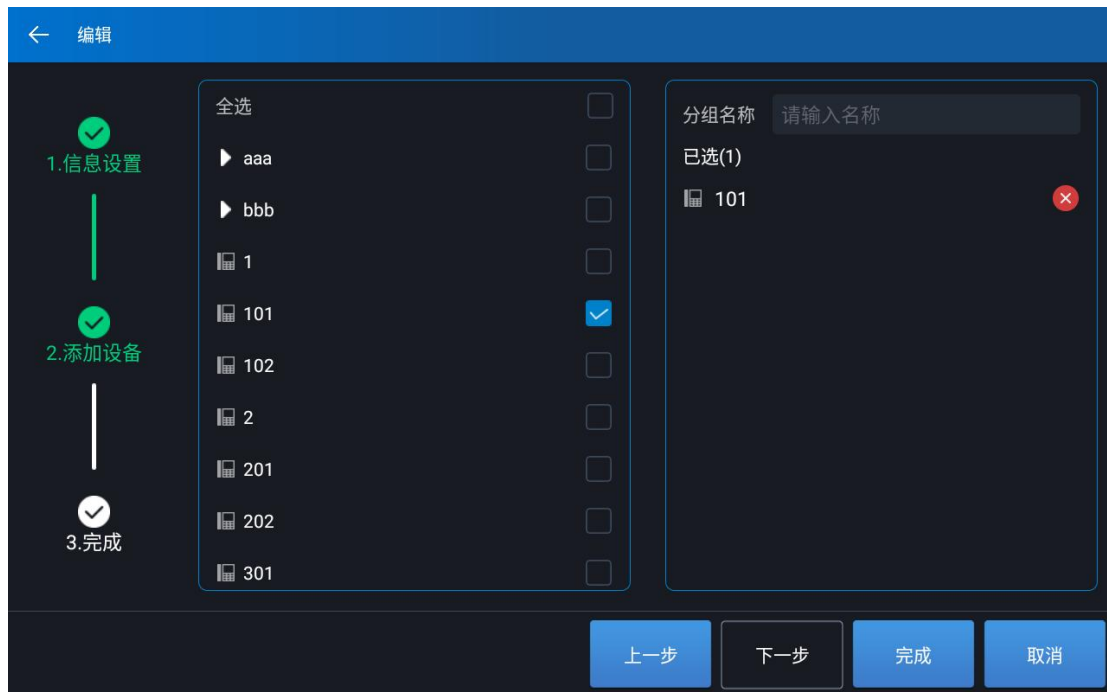 编辑
1.信息设置
2.添加设备
3.完成
全选
aaa
bbb
1
101
102
2
201
202
301
分组名称 请输入名称
已选(1)
101
上一步 下一步 完成 取消